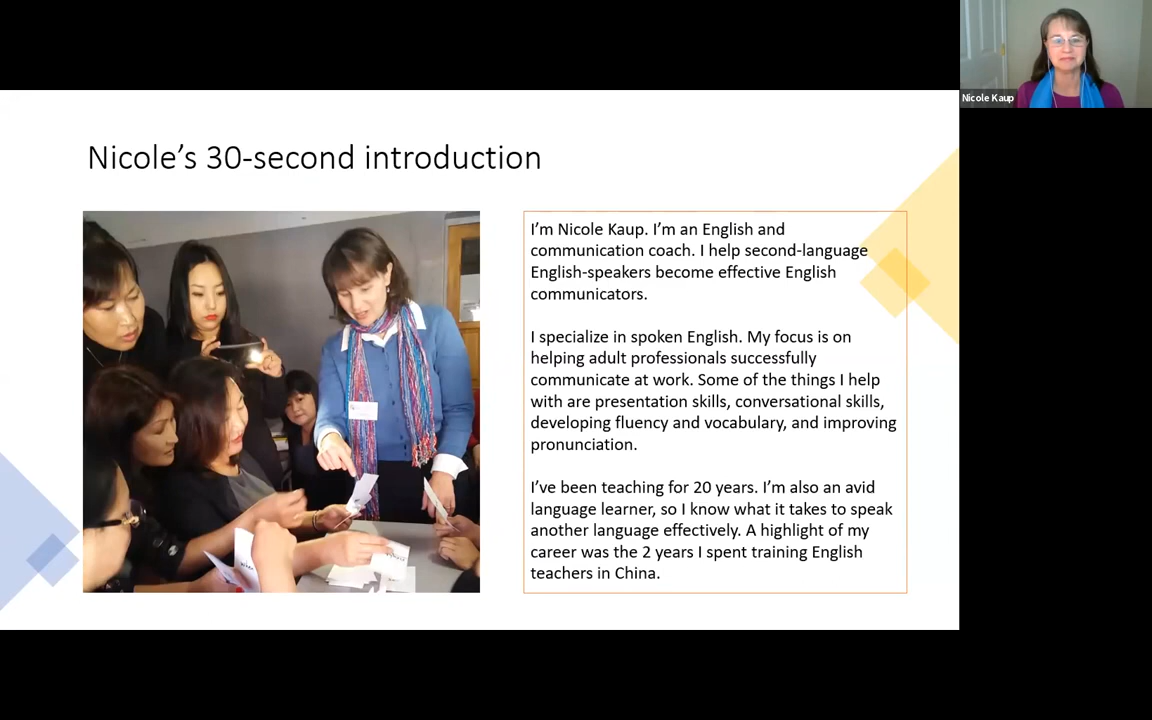 Nicole Kaup
Nicole’s 30-second introduction
I’m Nicole Kaup. I’m an English and
communication coach. I help second-language
English-speakers become effective English
communicators.
I specialize in spoken English. My focus is on
helping adult professionals successfully
communicate at work. Some of the things I help
with are presentation skills, conversational skills,
developing fluency and vocabulary, and improving
pronunciation.
I’ve been teaching for 20 years. I’m also an avid
language learner, so I know what it takes to speak
another language effectively. A highlight of my
career was the 2 years I spent training English
teachers in China.